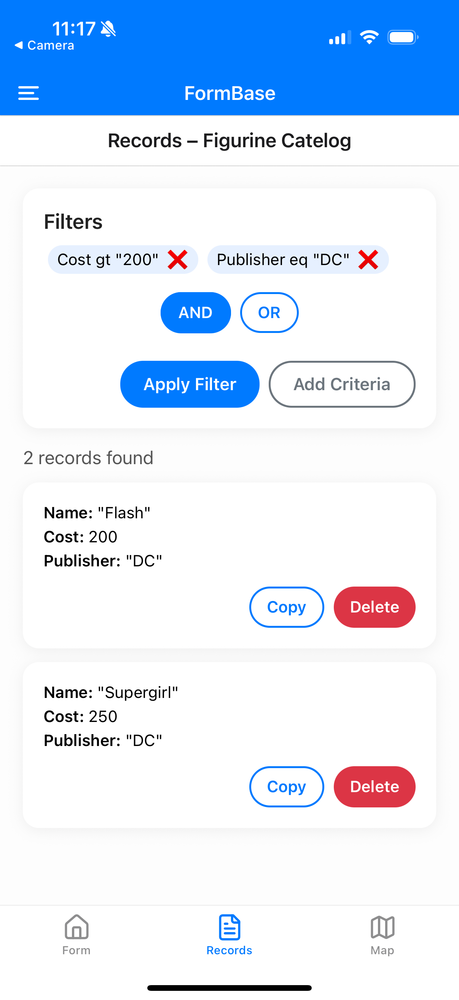 11:17
Camera
FormBase
Records – Figurine Catelog
Filters
Cost gt "200" ❌ Publisher eq "DC" ❌
AND OR
Apply Filter Add Criteria
2 records found
Name: "Flash"
Cost: 200
Publisher: "DC"
Copy Delete
Name: "Supergirl"
Cost: 250
Publisher: "DC"
Copy Delete
Form Records Map